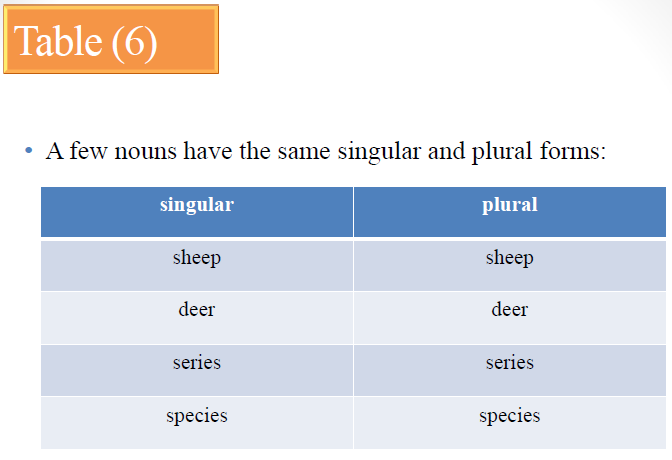 Table (6)
• A few nouns have the same singular and plural forms:
singular plural
sheep sheep
deer deer
series series
species species